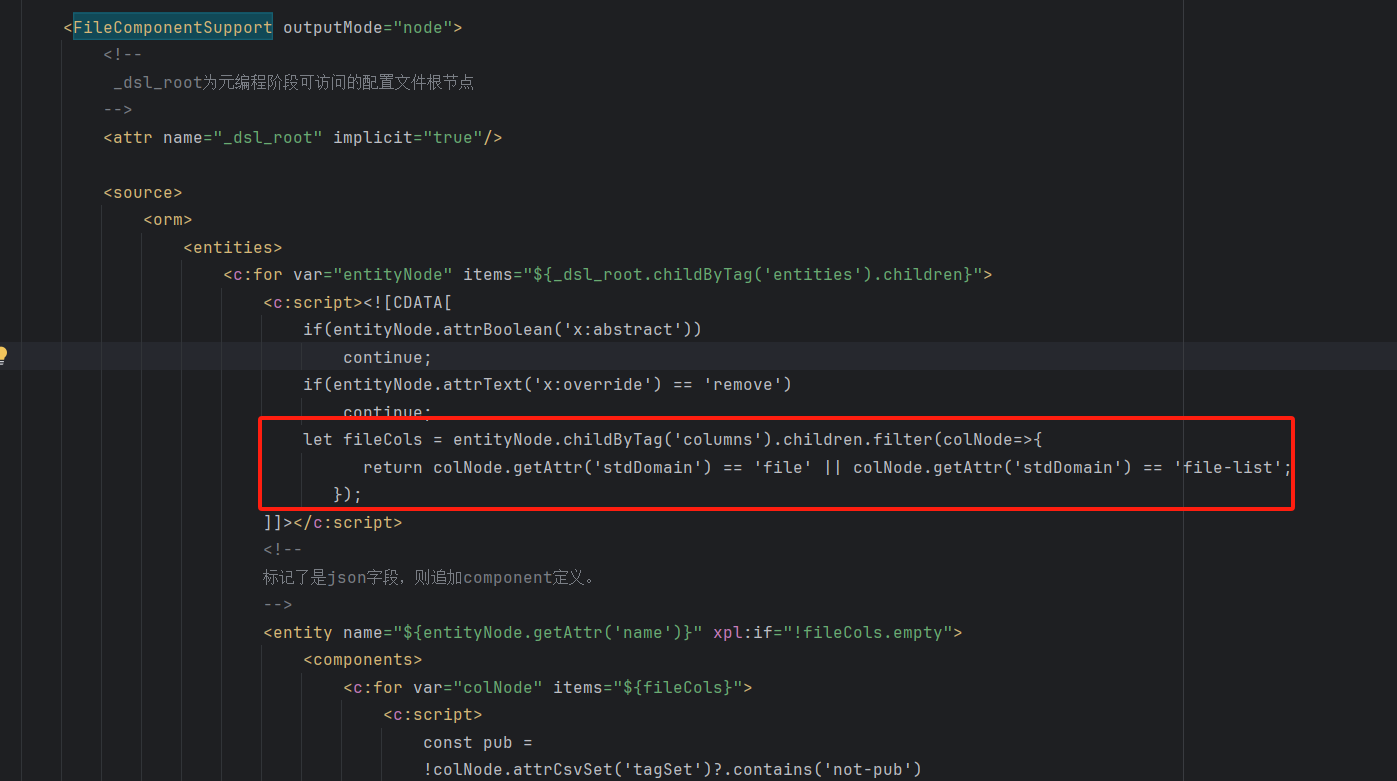 <FileComponentSupport outputMode="node">
<!--
_dsl_root为元编程阶段可访问的配置文件根节点
-->
<attr name="_dsl_root" implicit="true"/>
<source>
<orm>
<entities>
<c:for var="entityNode" items="${_dsl_root.childByTag('entities').children}">
<c:script><![CDATA[
if(entityNode.attrBoolean('x:abstract'))
continue;
if(entityNode.attrText('x:override') == 'remove')
continue;
let fileCols = entityNode.childByTag('columns').children.filter(colNode=>{
return colNode.getAttr('stdDomain') == 'file' || colNode.getAttr('stdDomain') == 'file-list';
});
]]></c:script>
<!--
标记了是json字段，则追加component定义。
-->
<entity name="${entityNode.getAttr('name')}" xpl:if="!fileCols.empty">
<components>
<c:for var="colNode" items="${fileCols}">
<c:script>
const pub =
!colNode.attrCsvSet('tagSet')?.contains('not-pub')